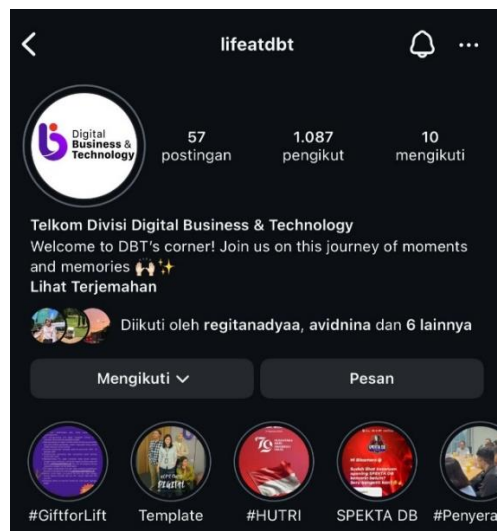 lifeatdbt
Digital
Business &
Technology
57
postingan
1.087
pengikut
10
mengikuti
Telkom Divisi Digital Business & Technology
Welcome to DBT's corner! Join us on this journey of moments
and memories 🙌🏻✨
Lihat Terjemahan
Diikuti oleh regitanadyaa, avidnina dan 6 lainnya
Mengikuti
Pesan
#GiftforLift
Template
#HUTRI
SPEKTA DB
#Penyera